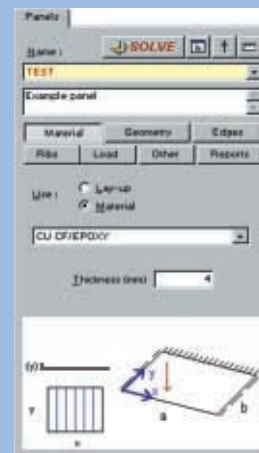 Panels
Name :
SOLVE
TEST
Example panel
Material Geometry Edges
Ribs Load Other Reports
Use :
Lay-up
Material
CU CF/EPOXY
Thickness (mm) 4
(y)
y
y
x
a
b